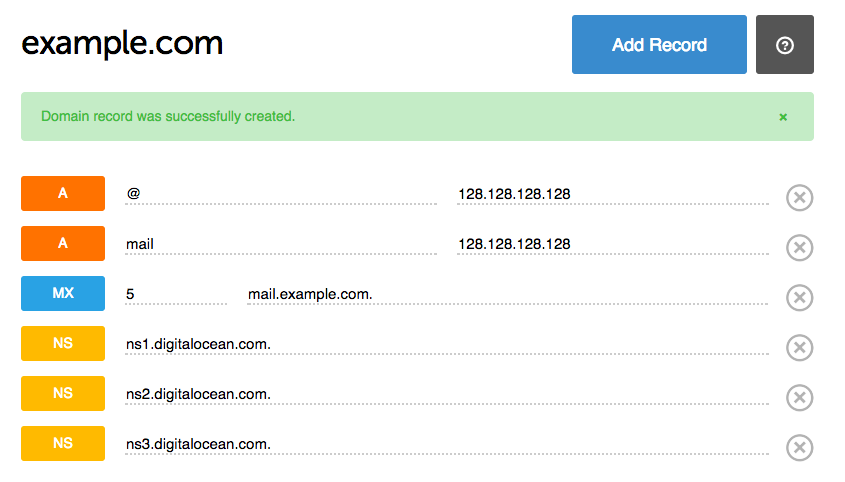 example.com
Add Record
?
Domain record was successfully created. ×
A @ 128.128.128.128
A mail 128.128.128.128
MX 5 mail.example.com.
NS ns1.digitalocean.com.
NS ns2.digitalocean.com.
NS ns3.digitalocean.com.